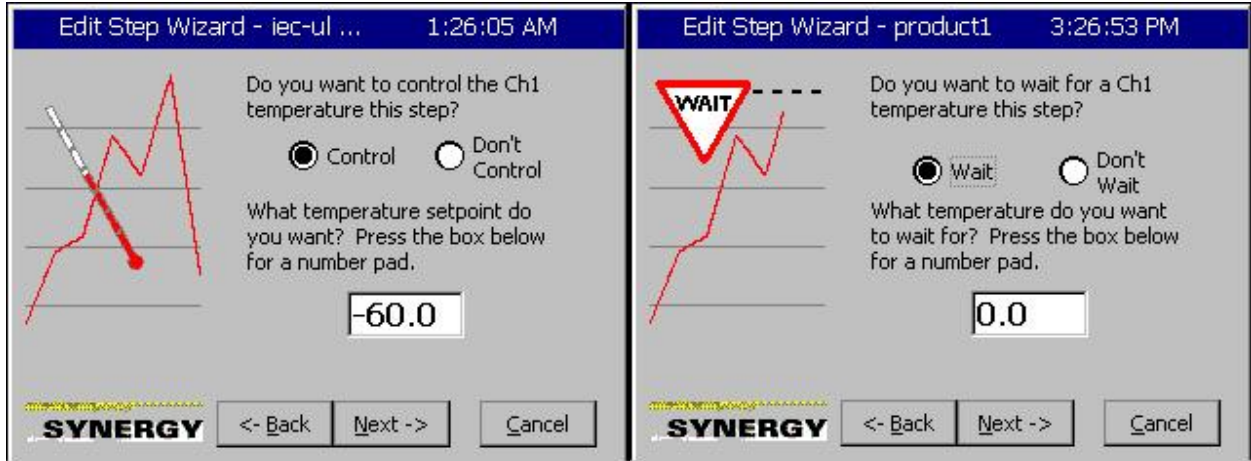 Edit Step Wizard - iec-ul ... 1:26:05 AM
Do you want to control the Ch1
temperature this step?
Control
Don't
Control
What temperature setpoint do
you want? Press the box below
for a number pad.
-60.0
SYNERGY
<- Back
Next ->
Cancel
Edit Step Wizard - product1 3:26:53 PM
WAIT
Do you want to wait for a Ch1
temperature this step?
Wait
Don't
Wait
What temperature do you want
to wait for? Press the box below
for a number pad.
0.0
SYNERGY
<- Back
Next ->
Cancel